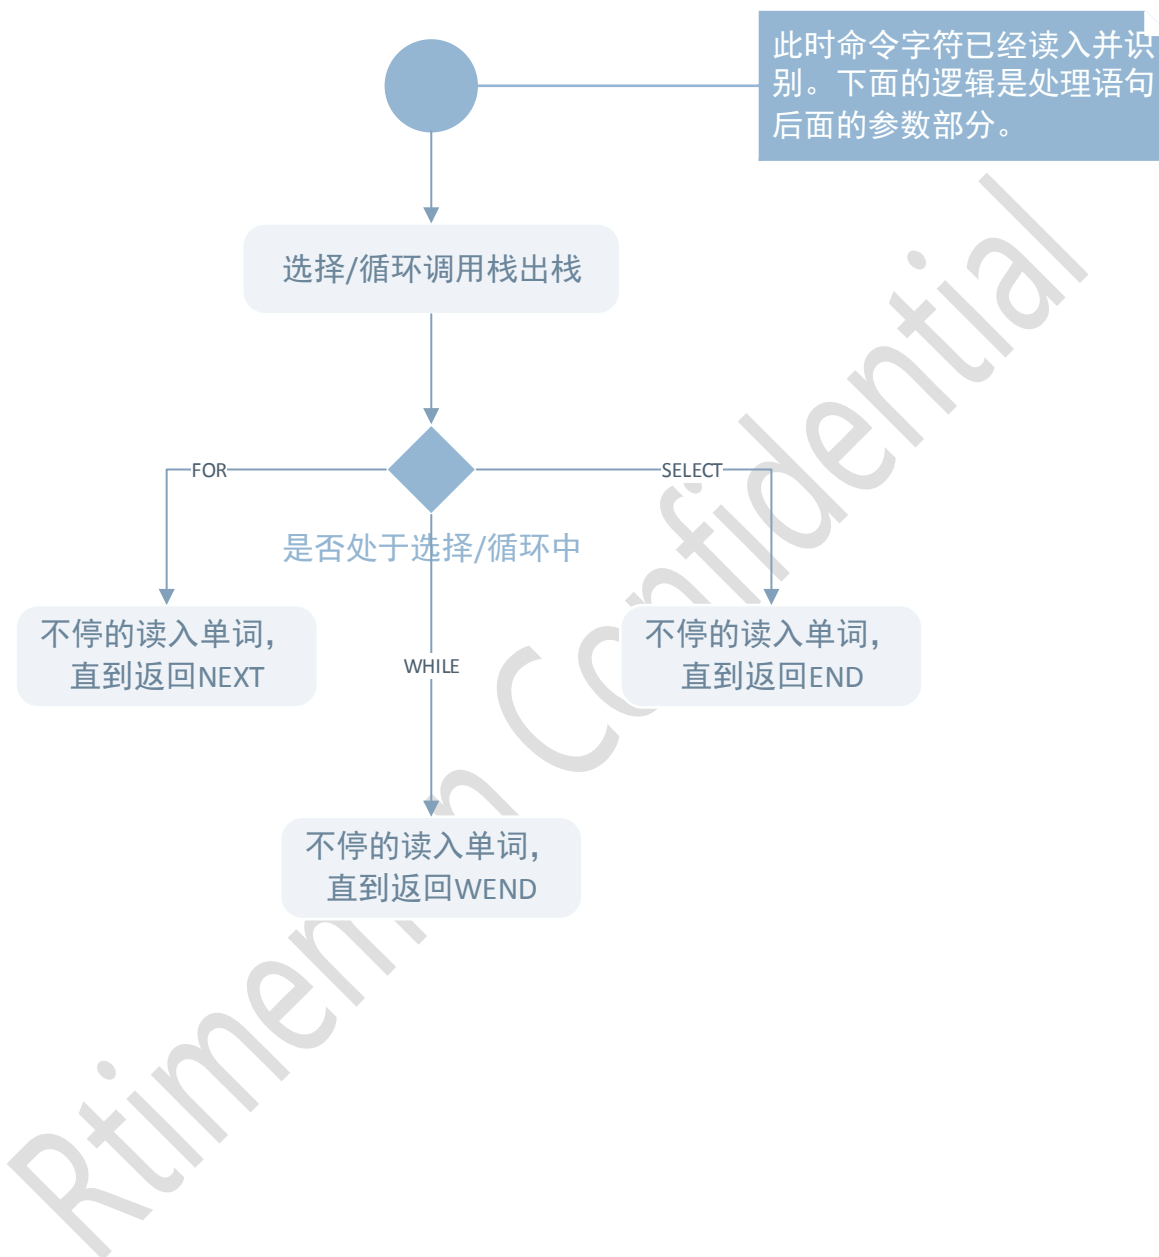 此时命令字符已经读入并识
别。下面的逻辑是处理语句
后面的参数部分。
选择/循环调用栈出栈
FOR
SELECT
是否处于选择/循环中
不停的读入单词,
直到返回NEXT
WHILE
不停的读入单词,
直到返回END
不停的读入单词,
直到返回WEND
Confidential